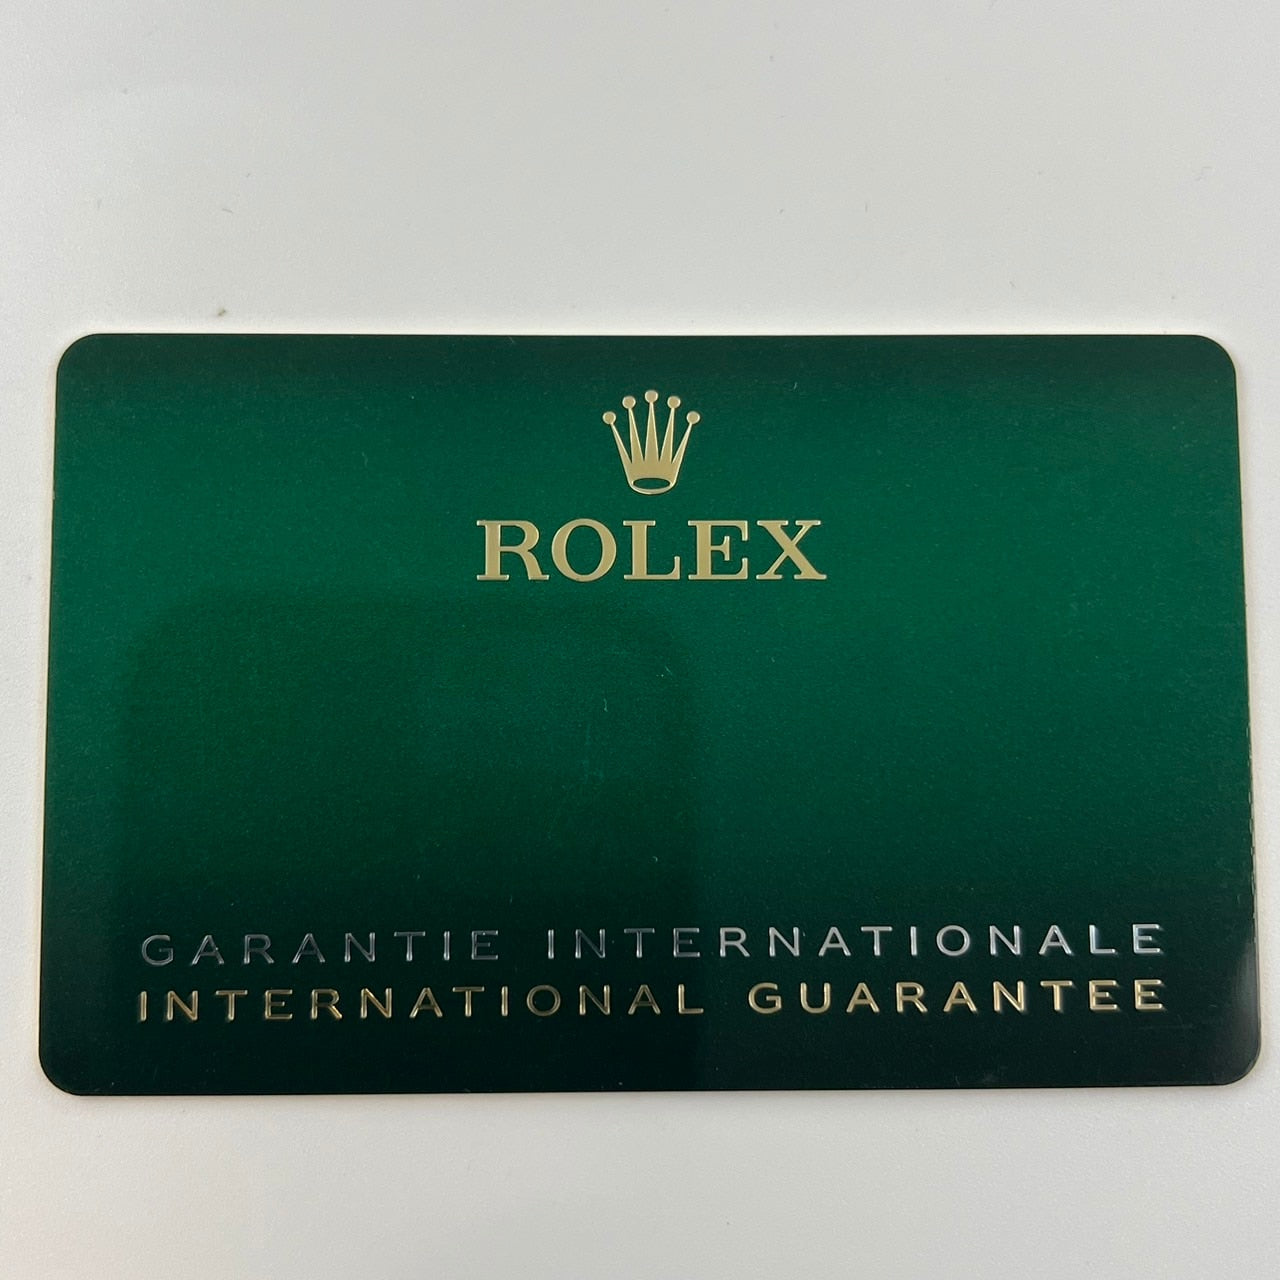 ROLEX
GARANTIE INTERNATIONALE
INTERNATIONAL GUARANTEE